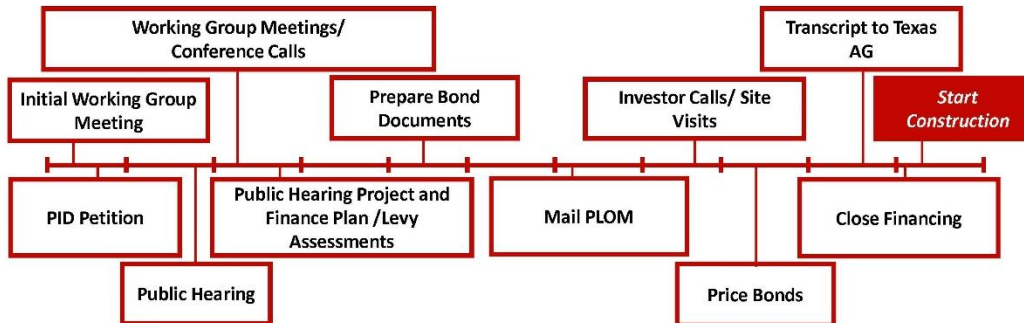 Working Group Meetings/
Conference Calls
Transcript to Texas
AG
Initial Working Group
Meeting
Prepare Bond
Documents
Investor Calls/ Site
Visits
Start
Construction
PID Petition
Public Hearing Project and
Finance Plan /Levy
Assessments
Mail PLOM
Close Financing
Public Hearing
Price Bonds